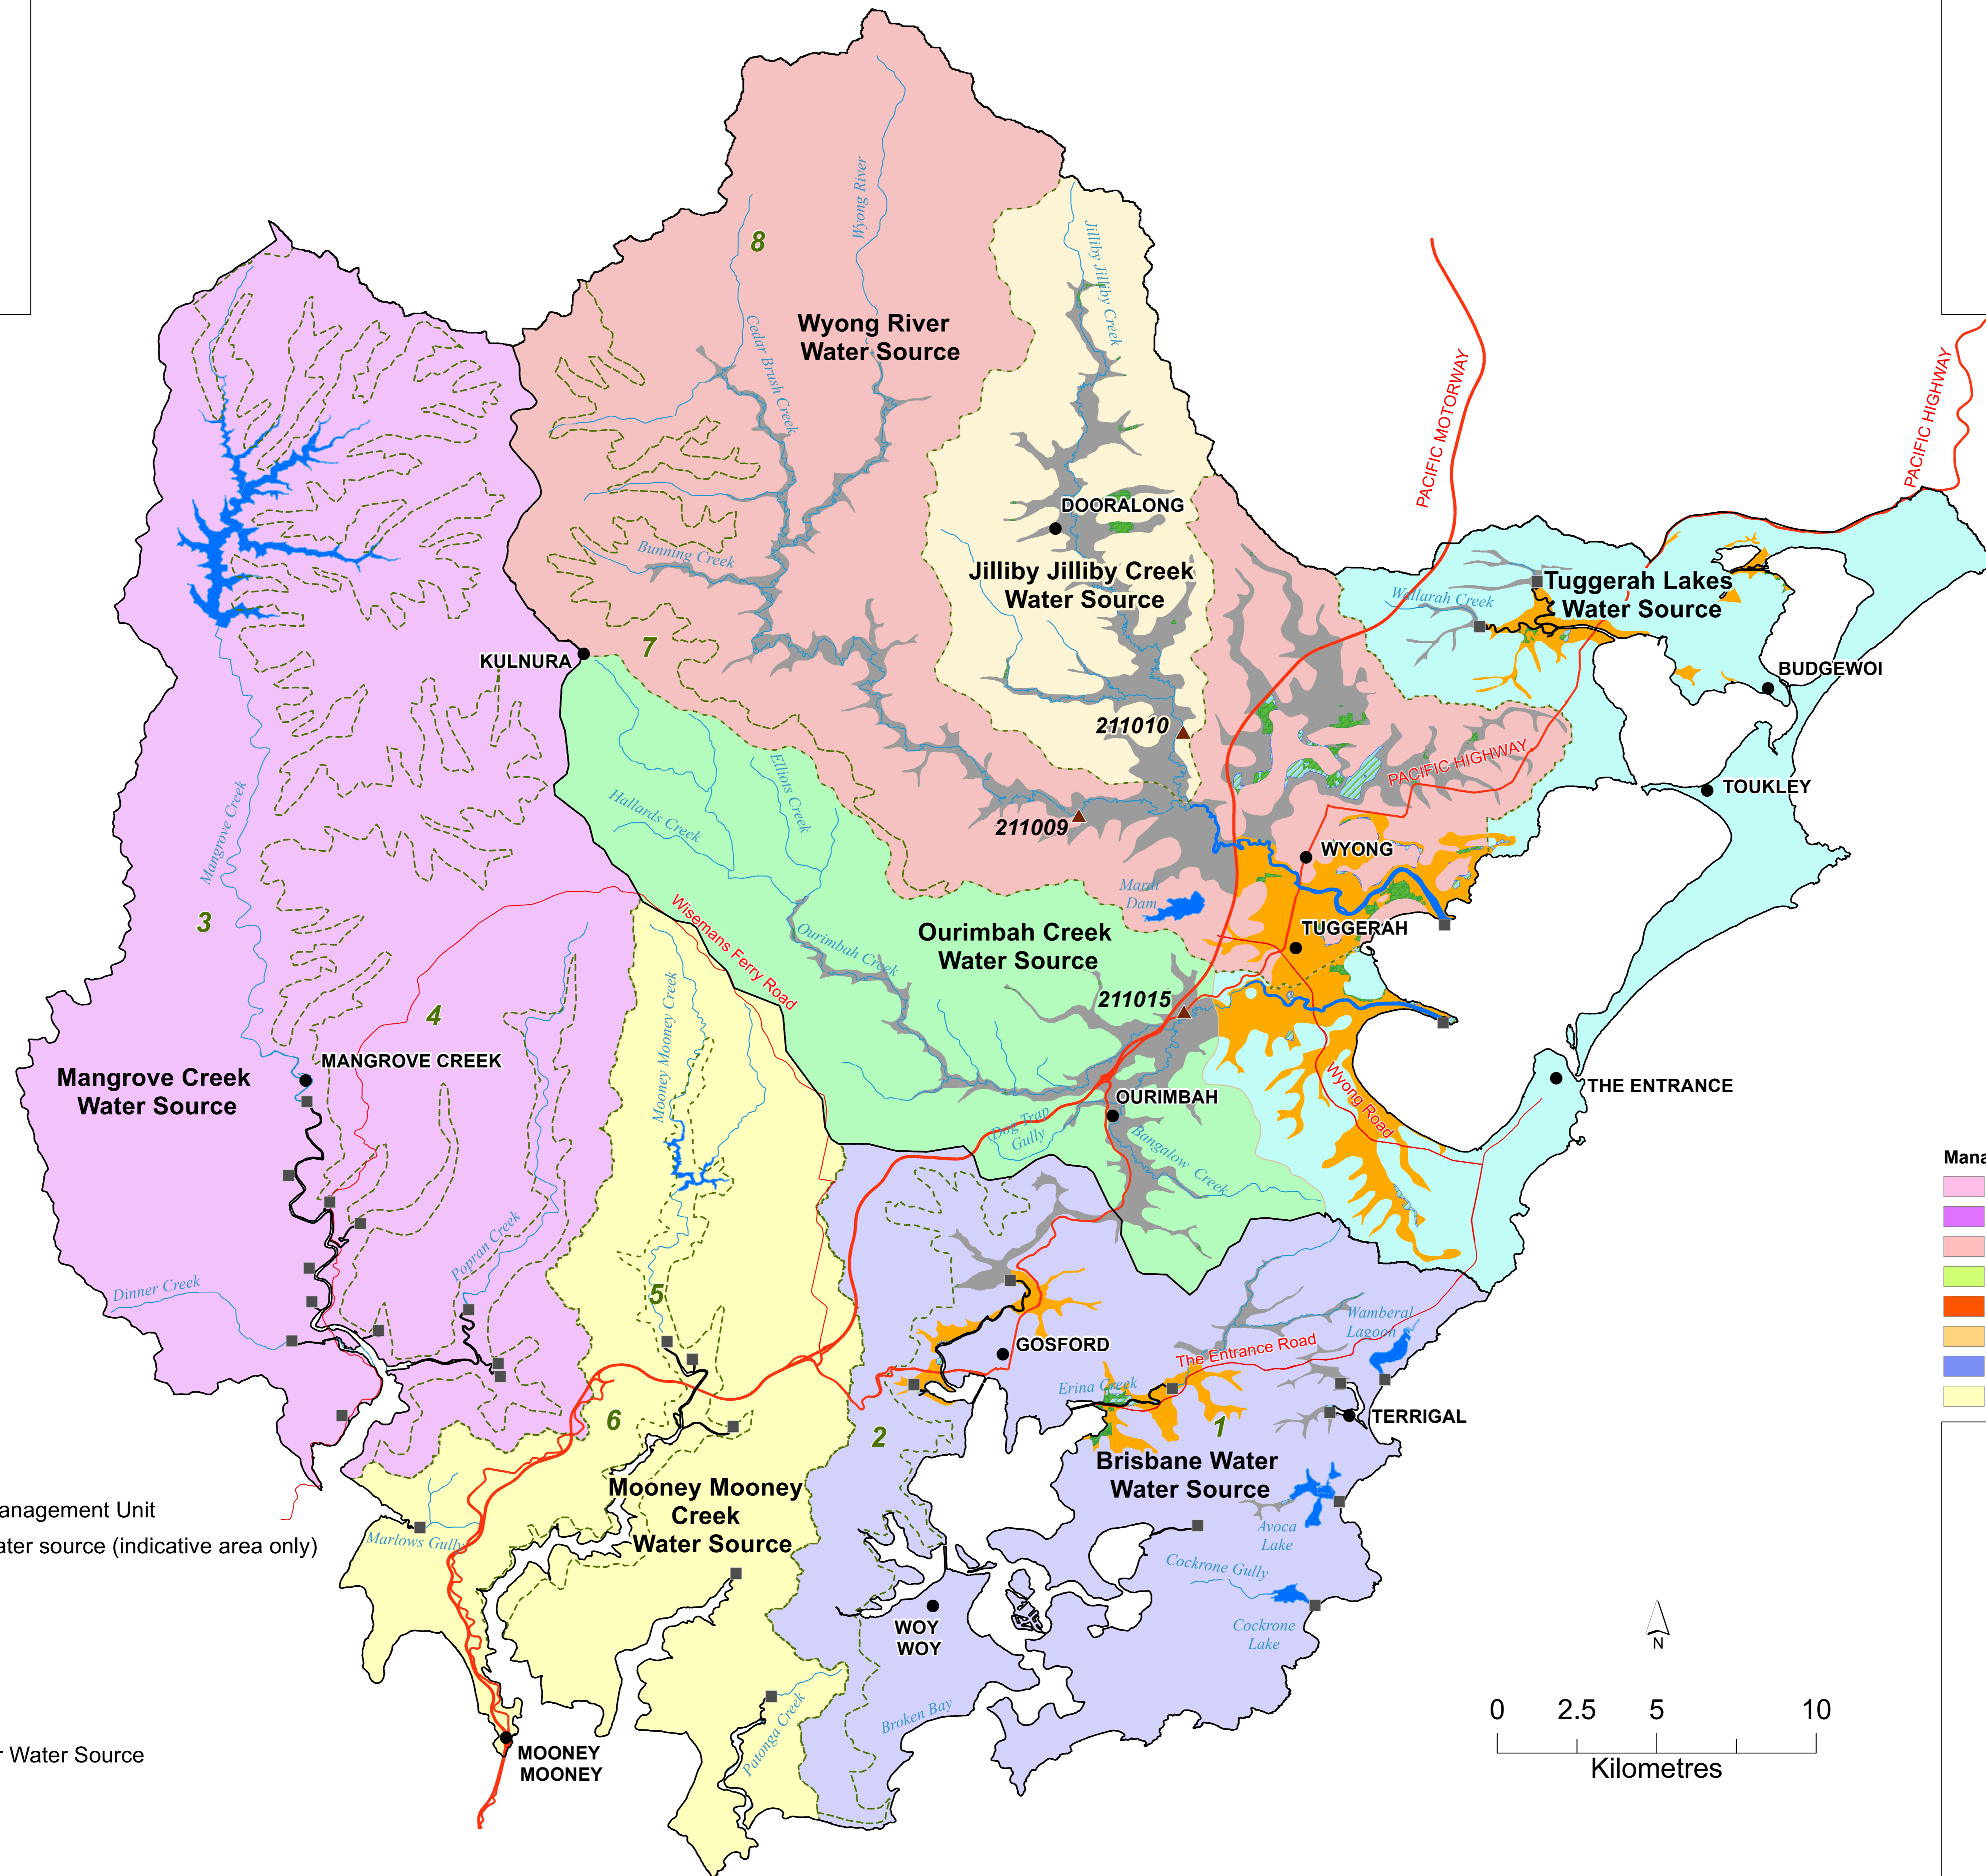 8
Wyong River
Jilliby Jilliby Creek
Wyong River
Water Source
Cedar Brush Creek
PACIFIC MOTORWAY
PACIFIC HIGHWAY
DOORALONG
Bunning Creek
Jilliby Jilliby Creek
Water Source
Wallarah Creek
Tuggerah Lakes
Water Source
KULNURA
7
BUDGEWOI
211010
PACIFIC HIGHWAY
TOUKLEY
Elliots Creek
Hallards Creek
211009
WYONG
Mangrove Creek
Mardi
Dam
3
Wisemans Ferry Road
Ourimbah Creek
Ourimbah Creek
Water Source
TUGGERAH
4
Mooney Mooney Creek
211015
MANGROVE CREEK
Mangrove Creek
Water Source
Wyong Road
THE ENTRANCE
OURIMBAH
Dog Trap
Gully
Bangalow Creek
Mana
Popran Creek
Dinner Creek
5
Wamberal
Lagoon
GOSFORD
The Entrance Road
Erina Creek
6
2
1
TERRIGAL
Brisbane Water
Water Source
Mooney Mooney
Creek
Water Source
anagement Unit
ater source (indicative area only)
Marlows Gully
Avoca
Lake
Cockrone Gully
WOY
WOY
Cockrone
Lake
N
Broken Bay
Patonga Creek
0 2.5 5 10
Kilometres
r Water Source
MOONEY
MOONEY